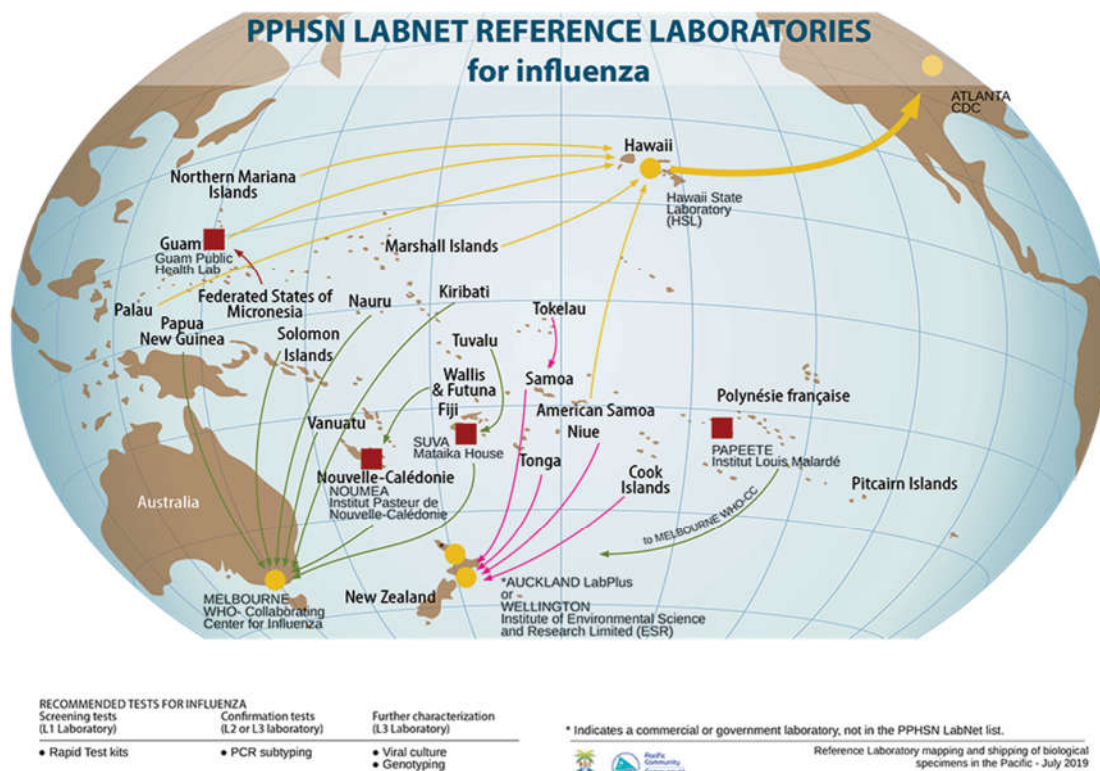 PPHSN LABNET REFERENCE LABORATORIES
for influenza
ATLANTA
CDC
Hawaii
Hawaii State
Laboratory
(HSL)
Northern Mariana
Islands
Guam
Guam Public
Health Lab
Marshall Islands
Palau
Federated States of
Micronesia
Nauru
Kiribati
Tokelau
Papua
New Guinea
Solomon
Islands
Tuvalu
Wallis
& Futuna
Samoa
Fiji
American Samoa
Niue
Polynésie française
Vanuatu
SUVA
Mataika House
PAPEETE
Institut Louis Malardé
Tonga
Cook
Islands
Pitcairn Islands
Nouvelle-Calédonie
NOUMEA
Institut Pasteur de
Nouvelle-Calédonie
Australia
to MELBOURNE WHO-CC
MELBOURNE
WHO- Collaborating
Center for Influenza
New Zealand
*AUCKLAND LabPlus
or
WELLINGTON
Institute of Environmental Science
and Research Limited (ESR)
RECOMMENDED TESTS FOR INFLUENZA
Screening tests
(L1 Laboratory)
● Rapid Test kits
Confirmation tests
(L2 or L3 laboratory)
● PCR subtyping
Further characterization
(L3 Laboratory)
● Viral culture
● Genotyping
* Indicates a commercial or government laboratory, not in the PPHSN LabNet list.
Pacific
Community
Reference Laboratory mapping and shipping of biological
specimens in the Pacific - July 2019